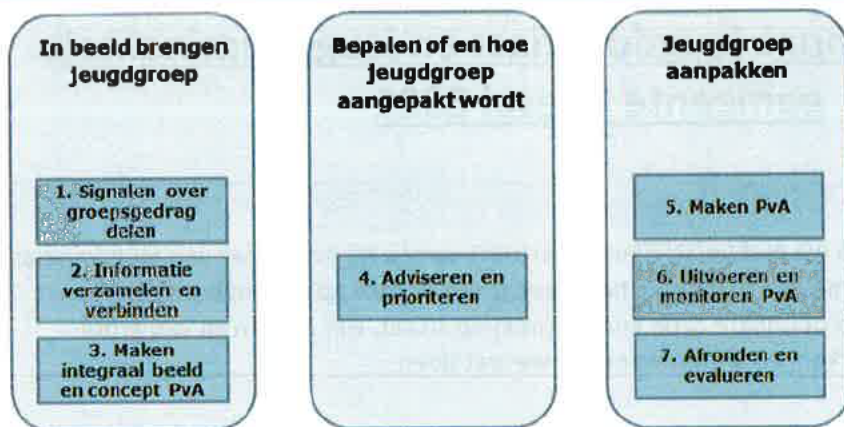 In beeld brengen
jeugdgroep
1. Signalen over
groepsgedrag
delen
2. Informatie
verzamelen en
verbinden
3. Maken
integraal beeld
en concept PvA
Bepalen of en hoe
jeugdgroep
aangepakt wordt
4. Adviseren en
prioriteren
Jeugdgroep
aanpakken
5. Maken PvA
6. Uitvoeren en
monitoren PvA
7. Afronden en
evalueren